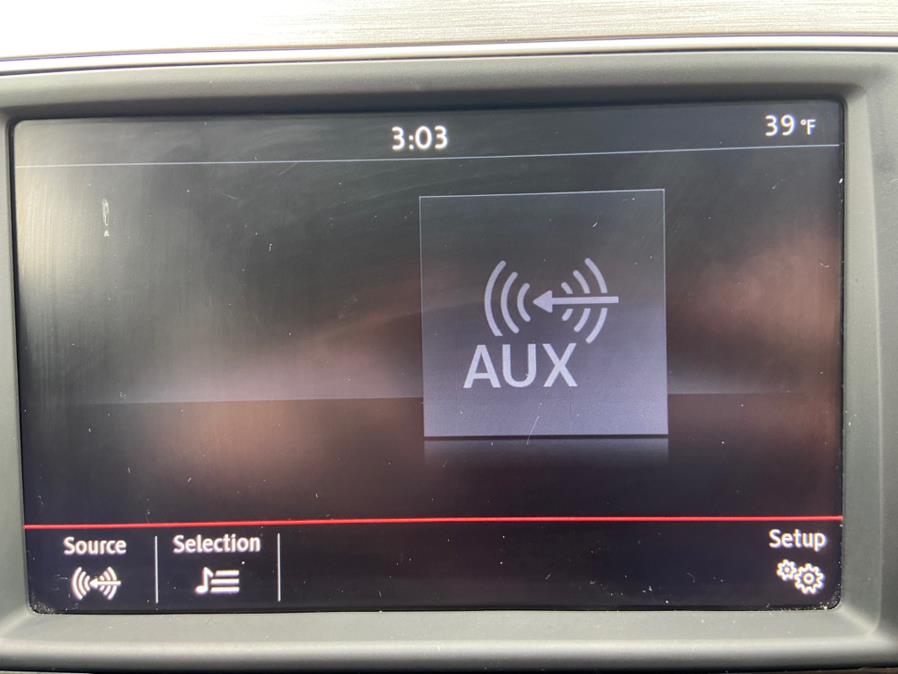 3:03
39 °F
AUX
Source
Selection
Setup